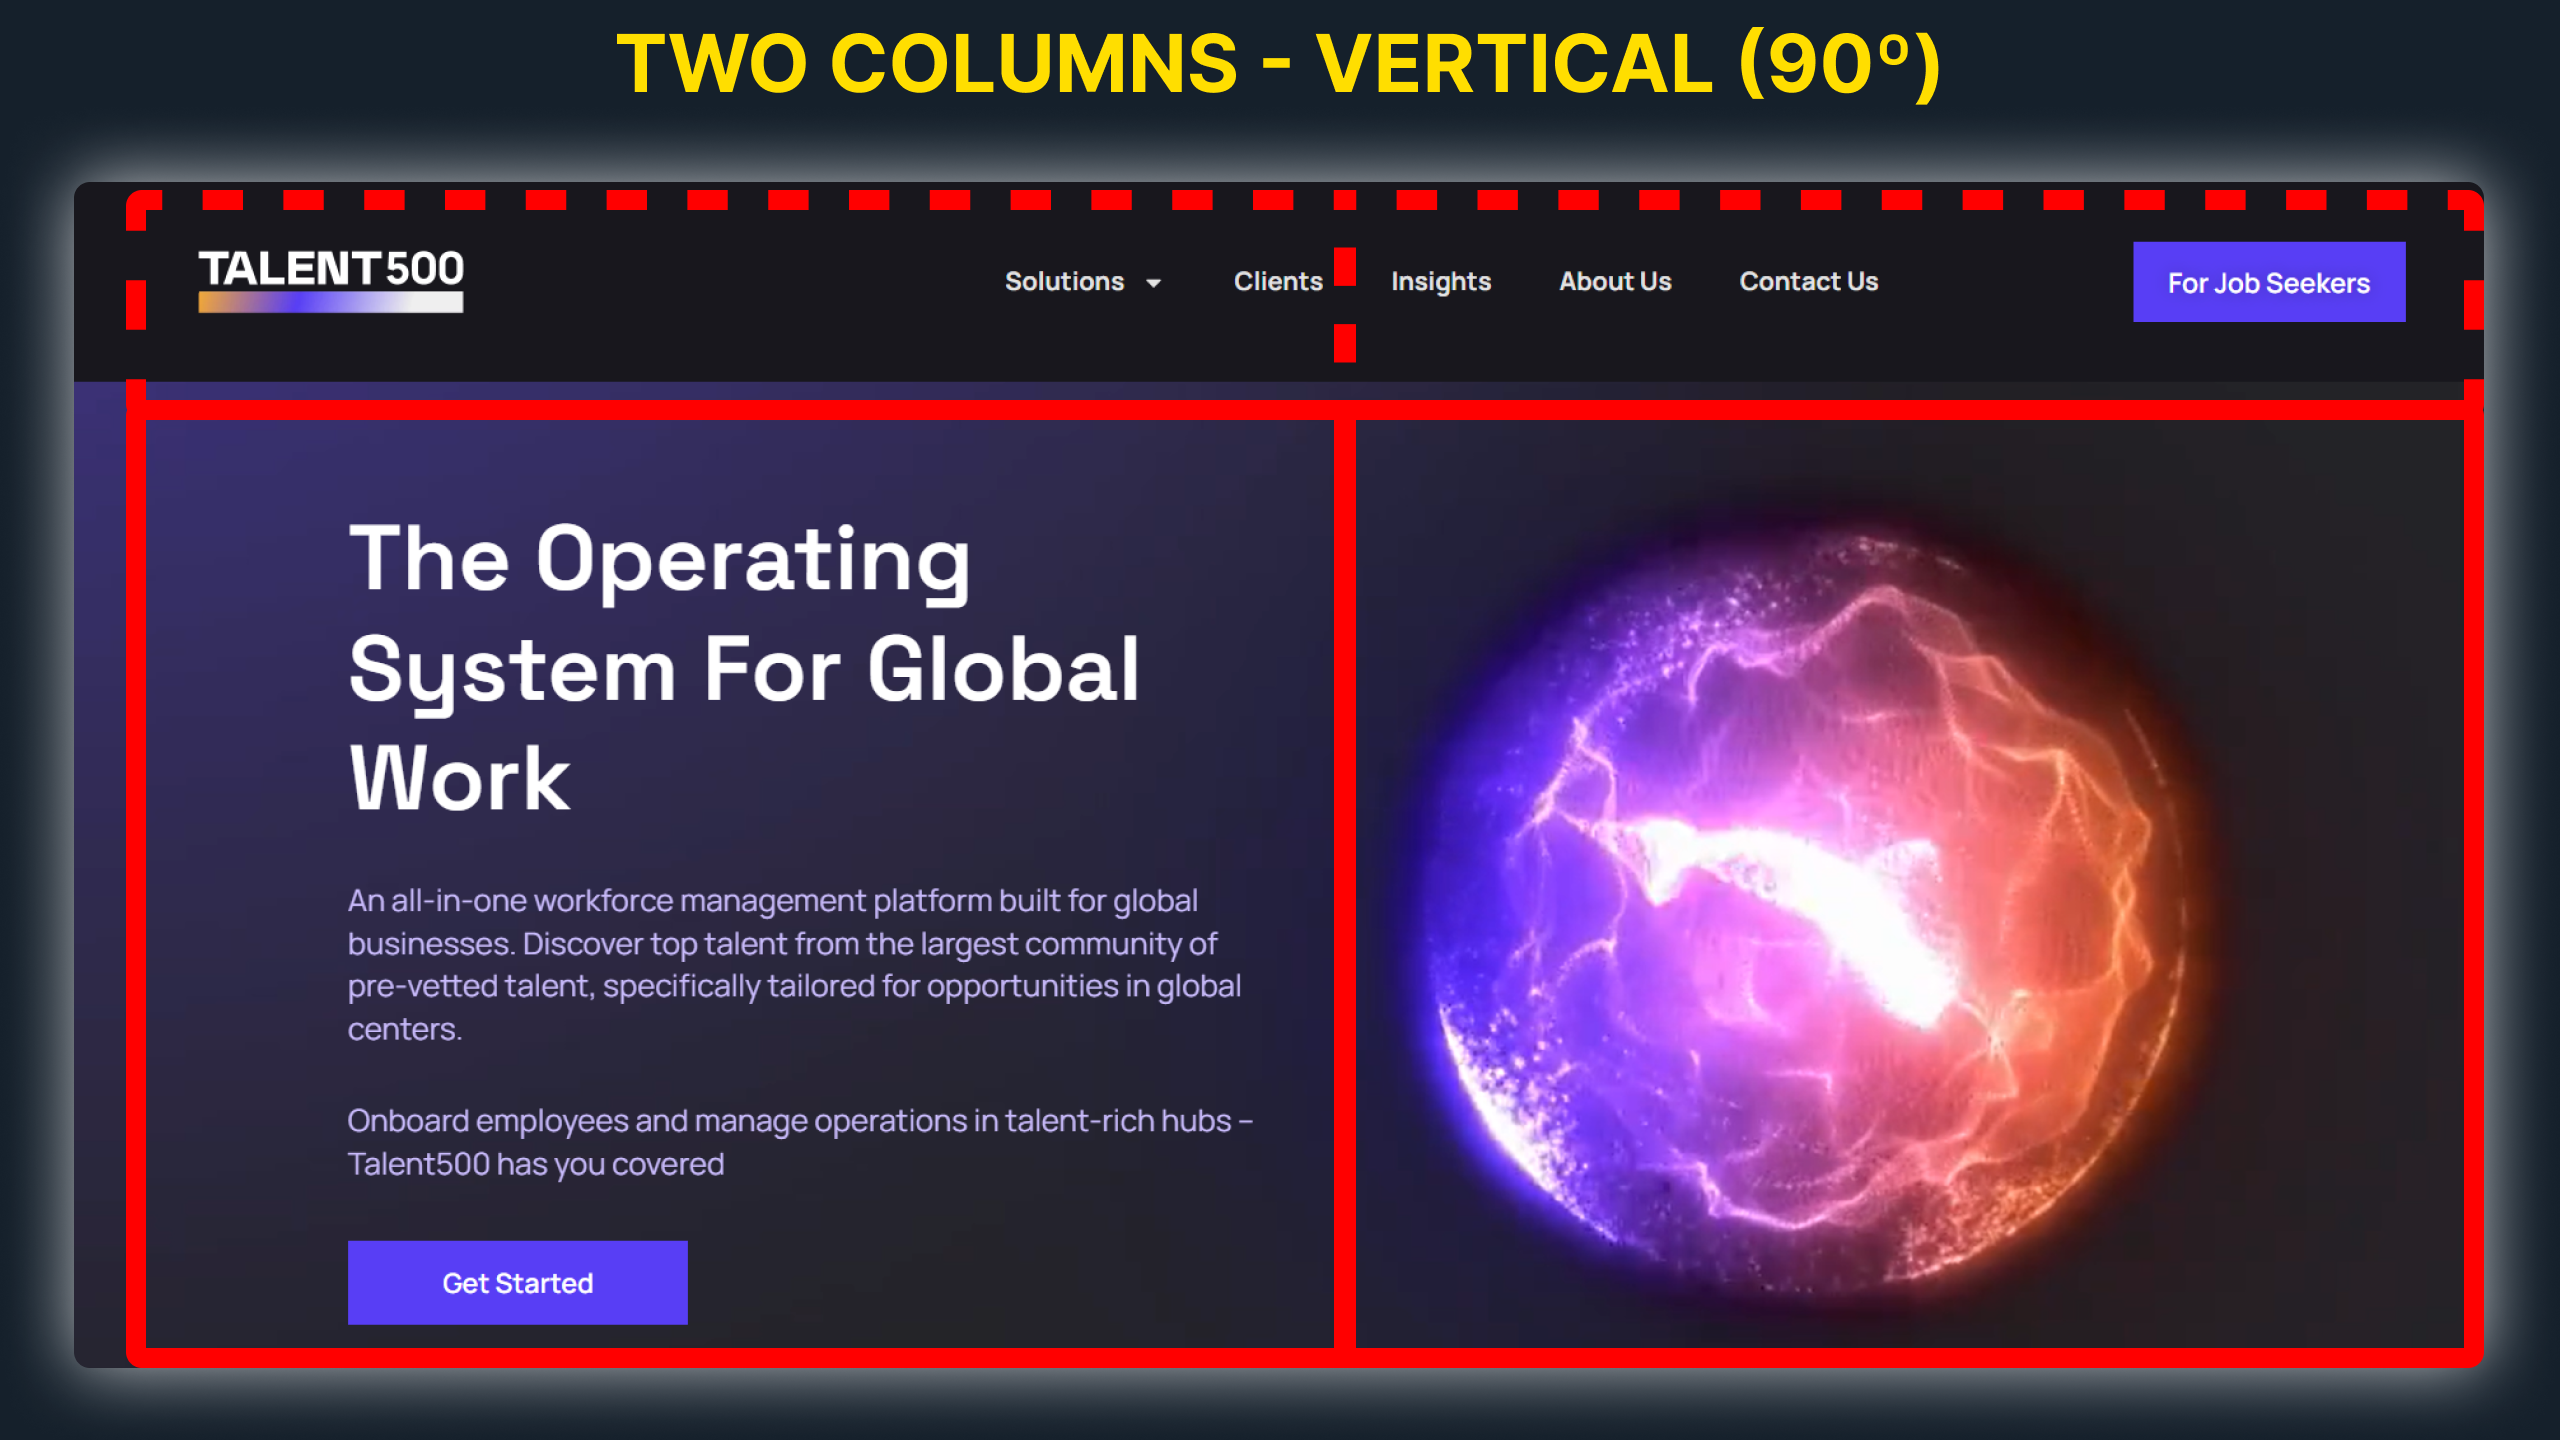 TWO COLUMNS - VERTICAL (90º)
TALENT500
Solutions Clients Insights About Us Contact Us
For Job Seekers
The Operating
System For Global
Work
An all-in-one workforce management platform built for global
businesses. Discover top talent from the largest community of
pre-vetted talent, specifically tailored for opportunities in global
centers.
Onboard employees and manage operations in talent-rich hubs –
Talent500 has you covered
Get Started